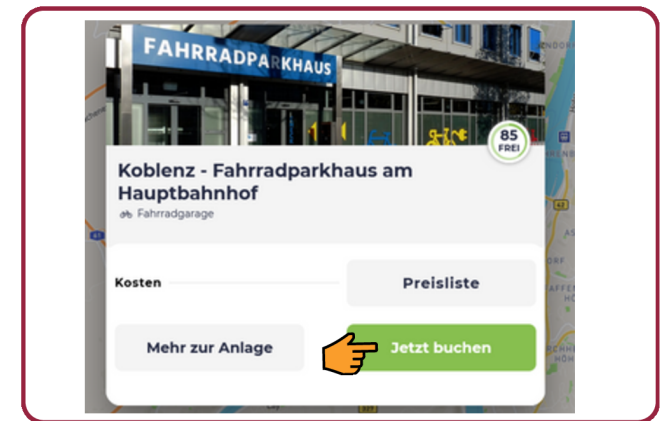 FAHRRADPARKHAUS
85
FREI
Koblenz - Fahrradparkhaus am
Hauptbahnhof
Fahrradgarage
Kosten
Preisliste
Mehr zur Anlage
Jetzt buchen